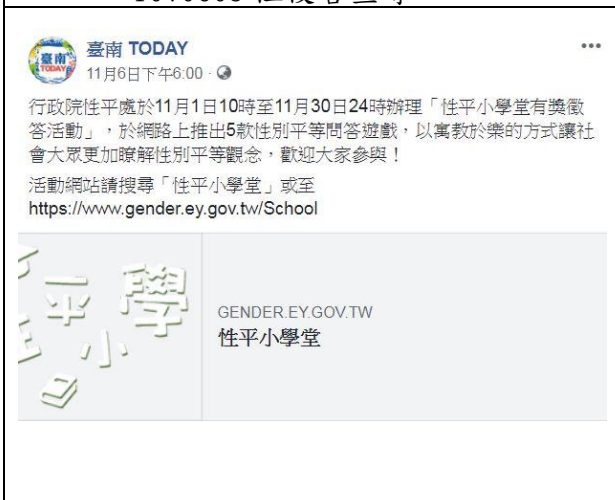 臺南 TODAY
11月6日下午6:00
行政院性平處於11月1日10時至11月30日24時辦理「性平小學堂有獎徵
答活動」，於網路上推出5款性別平等問答遊戲，以寓教於樂的方式讓社
會大眾更加瞭解性別平等觀念，歡迎大家參與！
活動網站請搜尋「性平小學堂」或至
https://www.gender.ey.gov.tw/School
GENDER.EY.GOV.TW
性平小學堂